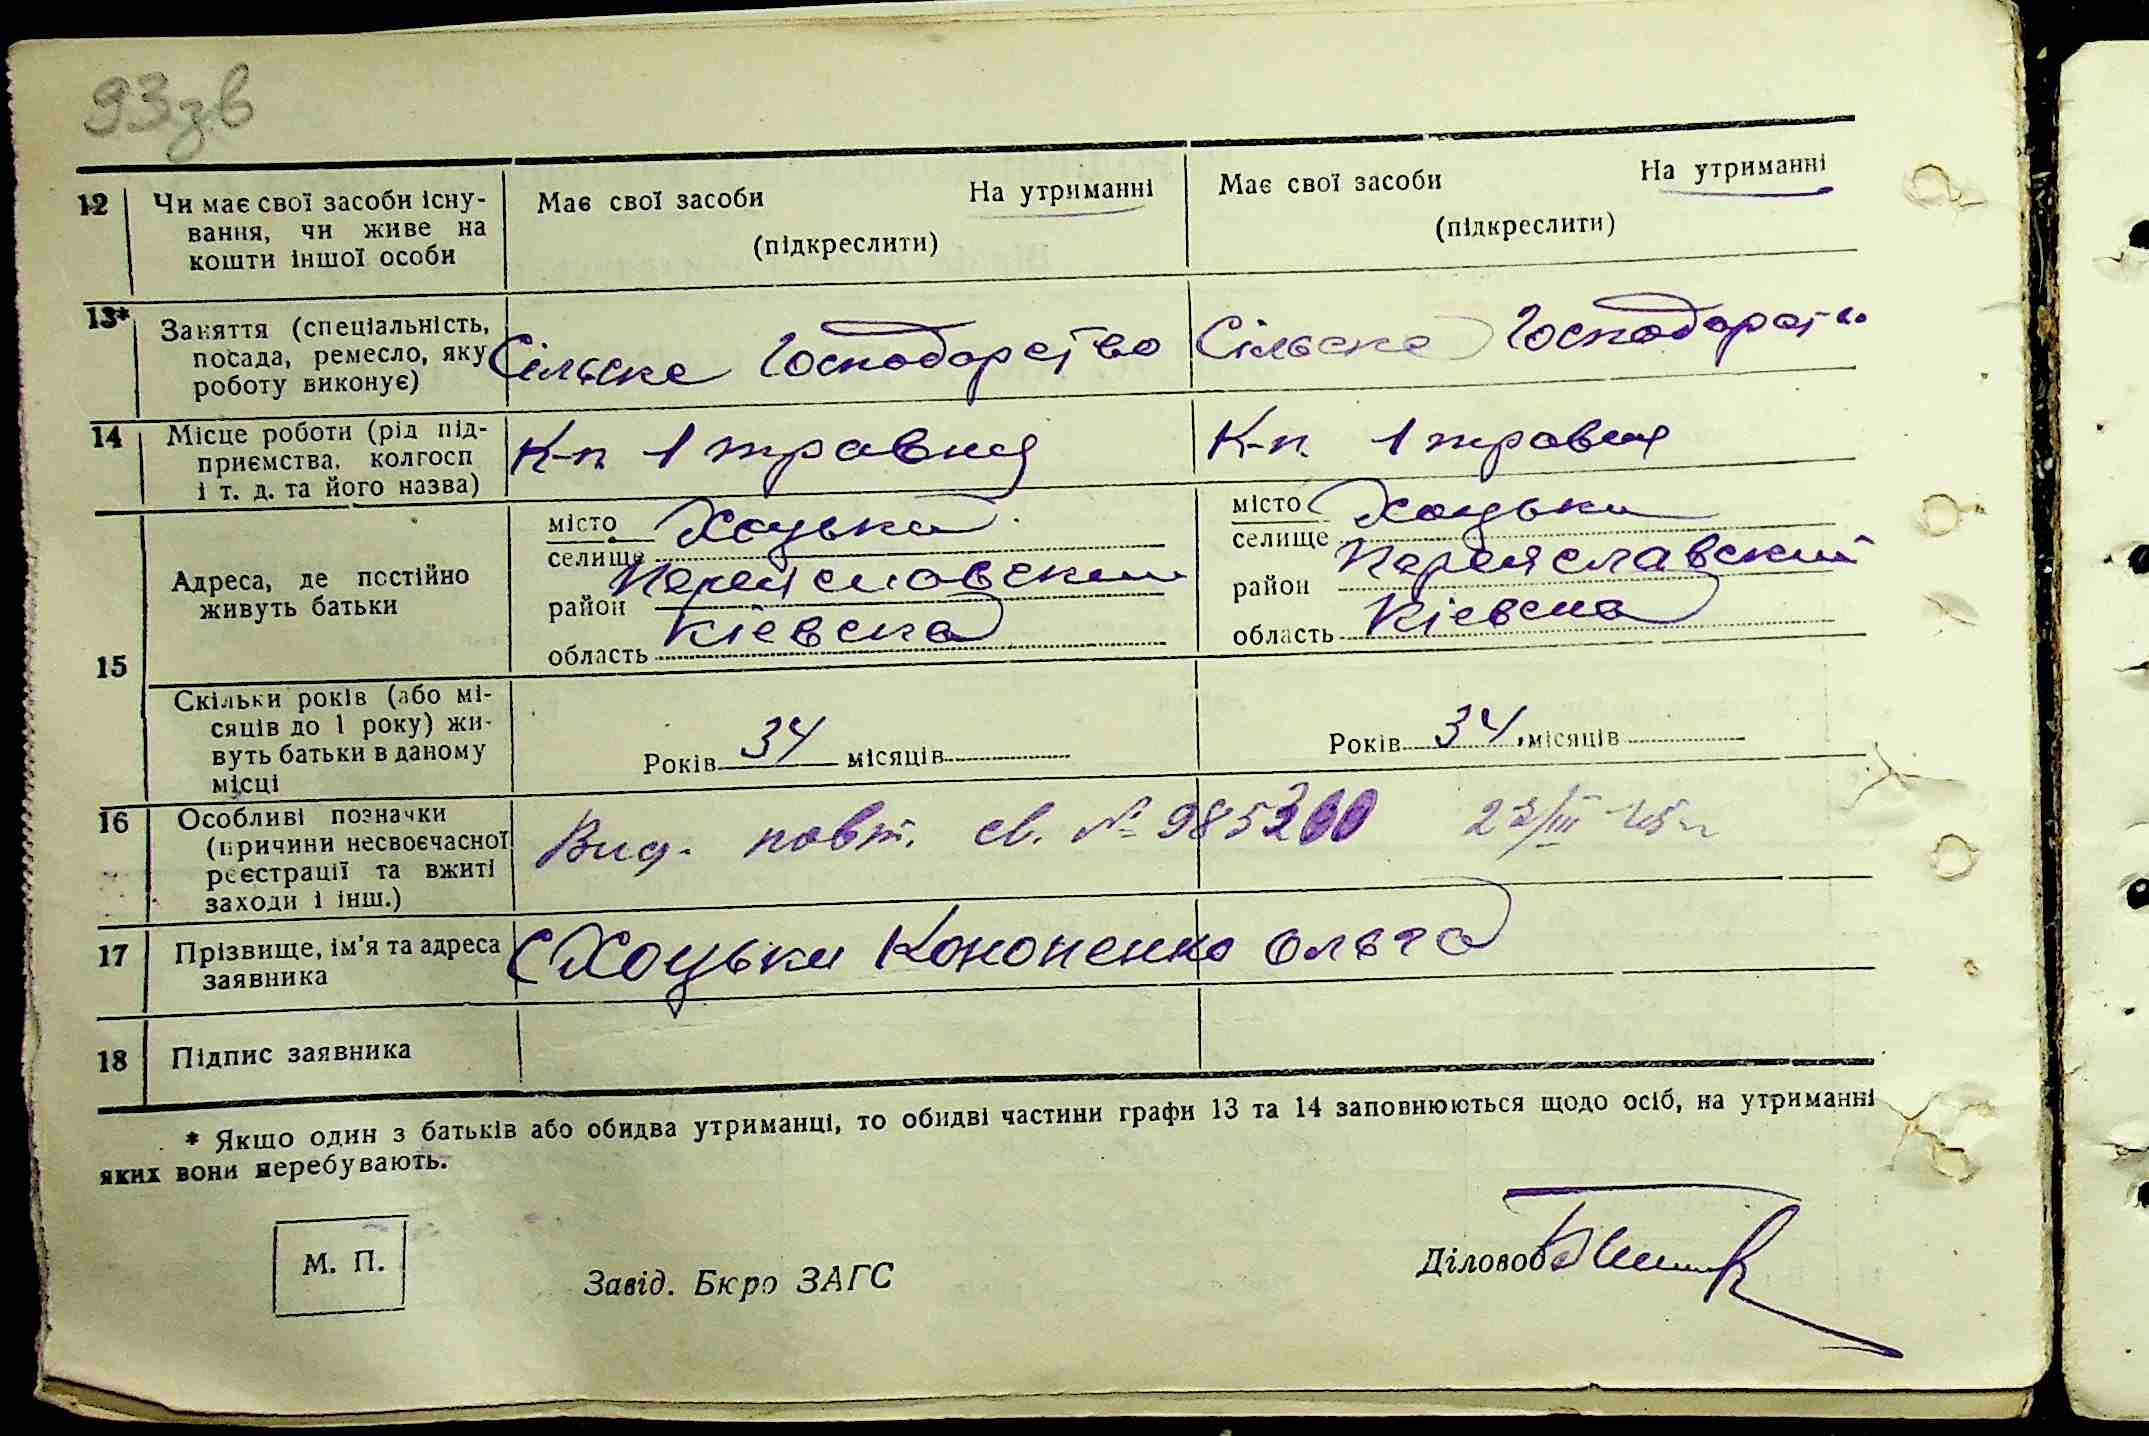 93зв
12 Чи має свої засоби існу- Має свої засоби На утриманні Має свої засоби На утриманні
вання, чи живе на (підкреслити) (підкреслити)
кошти іншої особи
13* Заняття (спеціальність,
посада, ремесло, яку Сільске Господарство Сільске Господарство
роботу виконує)
14 Місце роботи (рід під-
приємства, колгосп К-п 1 травня К-п. 1 травня
і т. д. та його назва)
15 Адреса, де постійно
живуть батьки
місто Хоцьки місто Хоцьки
селище селище
район Переяславский район Переяславский
область Кіевска область Кіевска
Скільки років (або мі-
сяців до 1 року) жи-
вуть батьки в даному Років 34 місяців Років 34 місяців
місці
16 Особливі позначки
(причини несвоєчасної Вид. повт. св. №
реєстрації та вжиті
заходи і інш.)
17 Прізвище, ім'я та адреса с Хоцьки Кононенко Ольга
заявника
18 Підпис заявника
* Якщо один з батьків або обидва утриманці, то обидві частини графи 13 та 14 заповнюються щодо осіб, на утриманні
яких вони перебувають.
М. П.
Завід. Бюро ЗАГС
Діловод